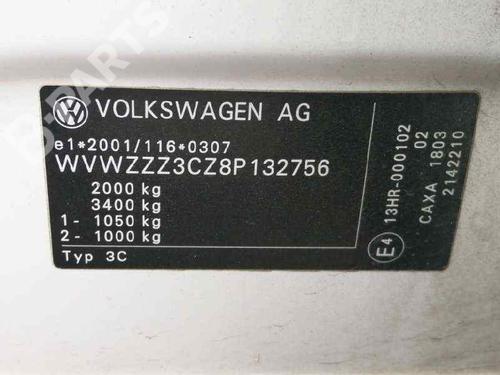 B-PARTS
VOLKSWAGEN AG
e1*2001/116*0307
WVWZZZ3CZ8P132756
2000 kg
3400 kg
1- 1050 kg
2- 1000 kg
Typ 3C
E4
13HR-000102
02
CAXA 1803
2142210